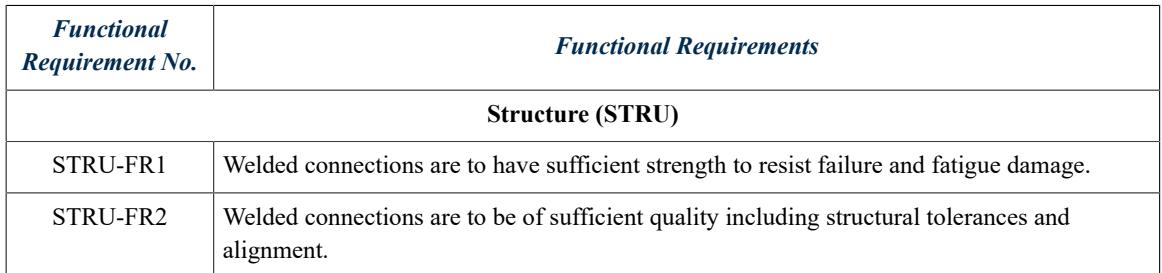 Functional
Requirement No.
Functional Requirements
Structure (STRU)
STRU-FR1
Welded connections are to have sufficient strength to resist failure and fatigue damage.
STRU-FR2
Welded connections are to be of sufficient quality including structural tolerances and
alignment.